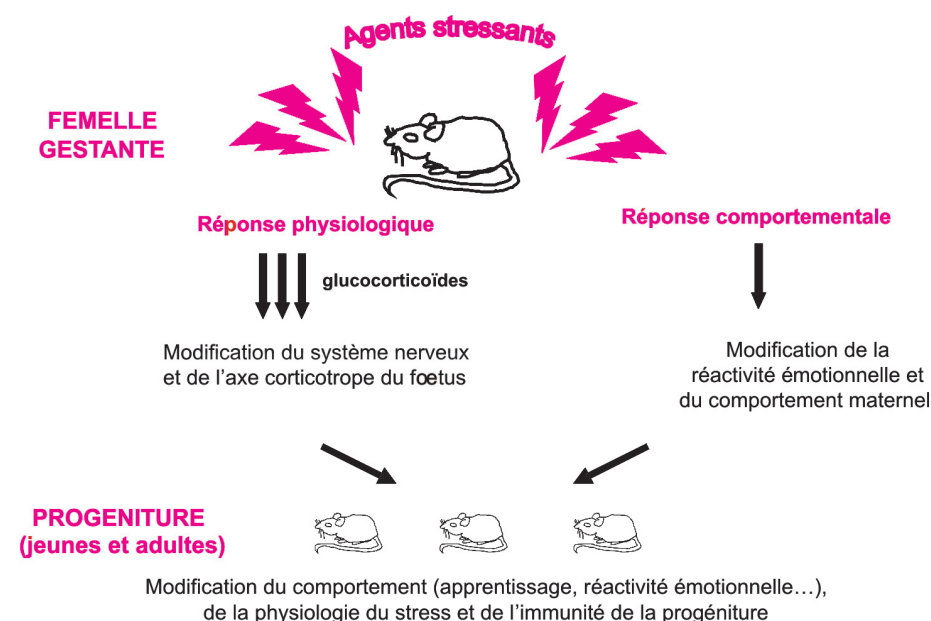 Agents stressants
FEMELLE
GESTANTE
Réponse physiologique
Réponse comportementale
glucocorticoïdes
Modification du système nerveux
et de l'axe corticotrope du fœtus
Modification de la
réactivité émotionnelle et
du comportement maternel
PROGENITURE
(jeunes et adultes)
Modification du comportement (apprentissage, réactivité émotionnelle…),
de la physiologie du stress et de l'immunité de la progéniture